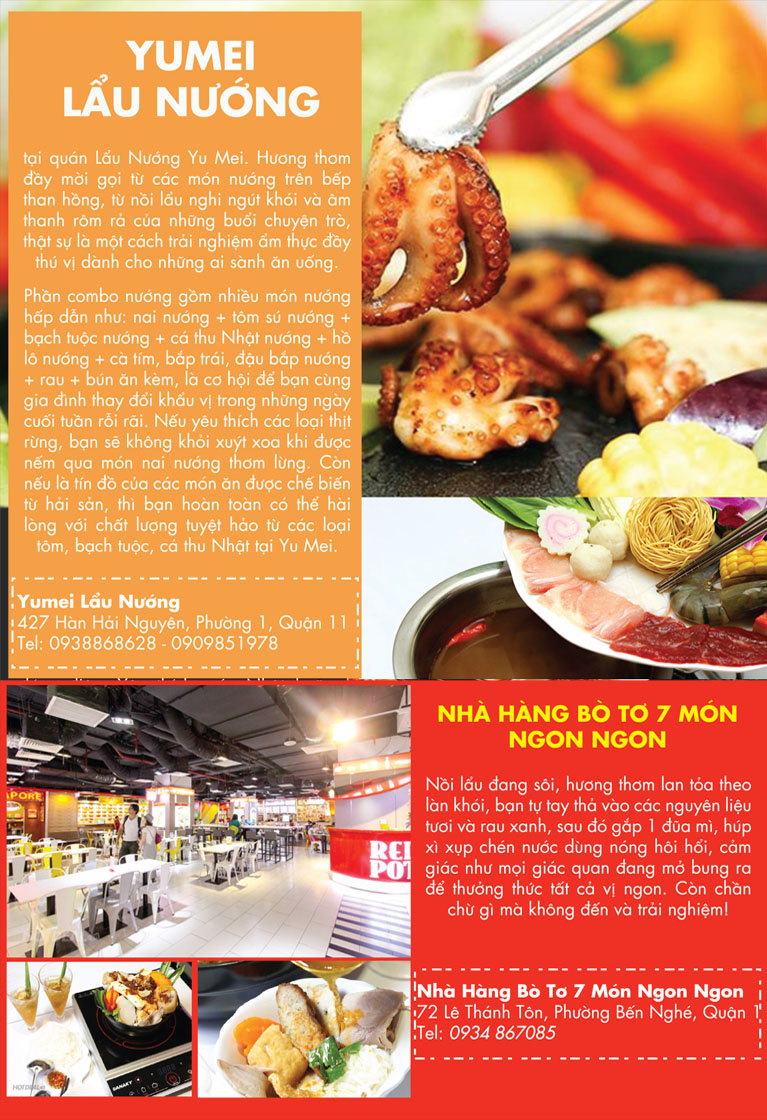 YUMEI
LẨU NƯỚNG
tại quán Lẩu Nướng Yu Mei. Hương thơm
đầy mời gọi từ các món nướng trên bếp
than hồng, từ nồi lẩu nghi ngút khói và âm
thanh rôm rả của những buổi chuyện trò,
thật sự là một cách trải nghiệm ẩm thực đầy
thú vị dành cho những ai sành ăn uống.
Phần combo nướng gồm nhiều món nướng
hấp dẫn như: nai nướng + tôm sú nướng +
bạch tuộc nướng + cá thu Nhật nướng + hồ
lô nướng + cà tím, bắp trái, đậu bắp nướng
+ rau + bún ăn kèm, là cơ hội để bạn cùng
gia đình thay đổi khẩu vị trong những ngày
cuối tuần rỗi rãi. Nếu yêu thích các loại thịt
rừng, bạn sẽ không khỏi xuýt xoa khi được
nếm qua món nai nướng thơm lừng. Còn
nếu là tín đồ của các món ăn được chế biến
từ hải sản, thì bạn hoàn toàn có thể hài
lòng với chất lượng tuyệt hảo từ các loại
tôm, bạch tuộc, cá thu Nhật tại Yu Mei.
Yumei Lẩu Nướng
427 Hàn Hải Nguyên, Phường 1, Quận 11
Tel: 0938868628 - 0909851978
APORE
RED
POT
NHÀ HÀNG BÒ TƠ 7 MÓN
NGON NGON
Nồi lẩu đang sôi, hương thơm lan tỏa theo
làn khói, bạn tự tay thả vào các nguyên liệu
tươi và rau xanh, sau đó gắp 1 đũa mì, húp
xì xụp chén nước dùng nóng hôi hổi, cảm
giác như mọi giác quan đang mở bung ra
để thưởng thức tất cả vị ngon. Còn chần
chừ gì mà không đến và trải nghiệm!
SANAKY
Nhà Hàng Bò Tơ 7 Món Ngon Ngon
72 Lê Thánh Tôn, Phường Bến Nghé, Quận 1
Tel: 0934 867085